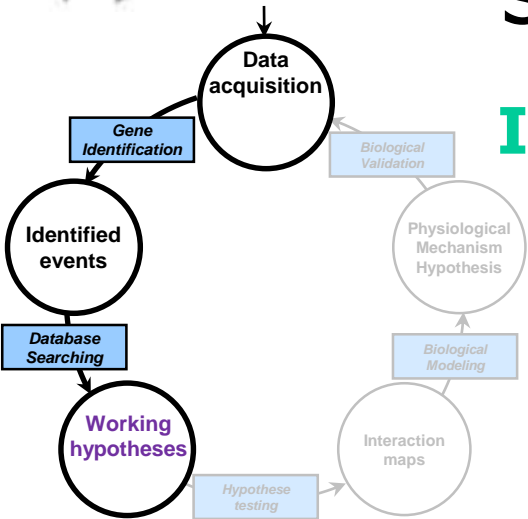 Data
acquisition
Gene
Identification
Biological
Validation
Identified
events
Physiological
Mechanism
Hypothesis
Database
Searching
Biological
Modeling
Working
hypotheses
Interaction
maps
Hypothese
testing
I